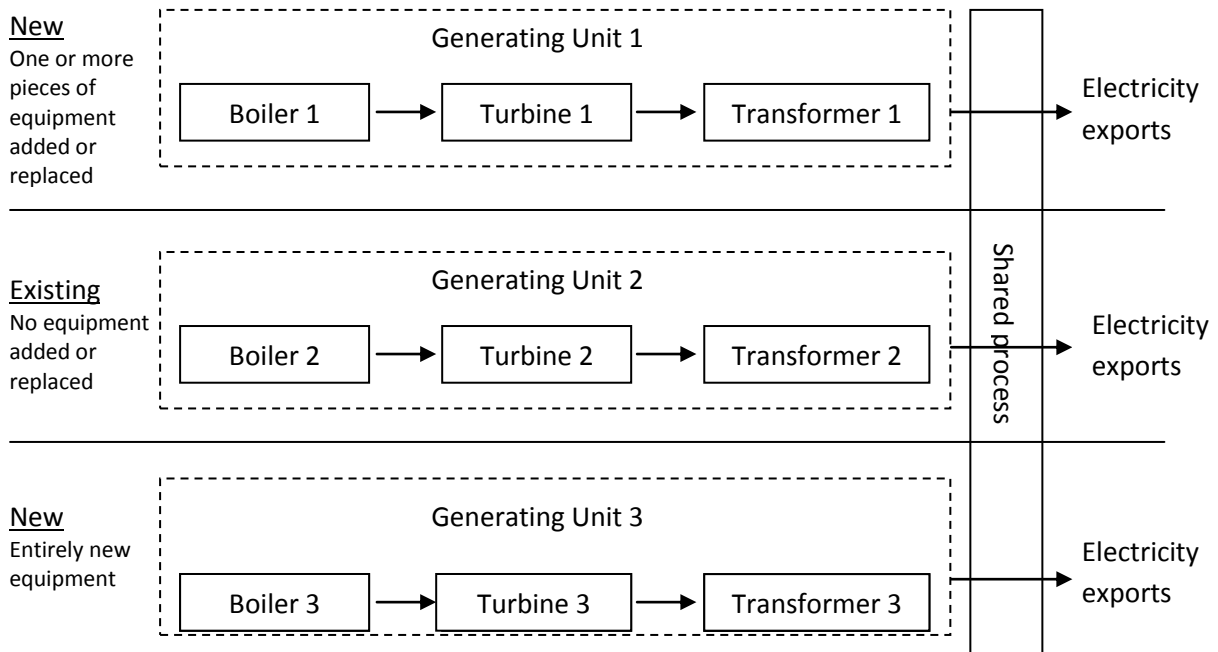 New
One or more
pieces of
equipment
added or
replaced
Generating Unit 1
Boiler 1
Turbine 1
Transformer 1
Electricity
exports
Existing
No equipment
added or
replaced
Generating Unit 2
Boiler 2
Turbine 2
Transformer 2
Shared process
Electricity
exports
New
Entirely new
equipment
Generating Unit 3
Boiler 3
Turbine 3
Transformer 3
Electricity
exports